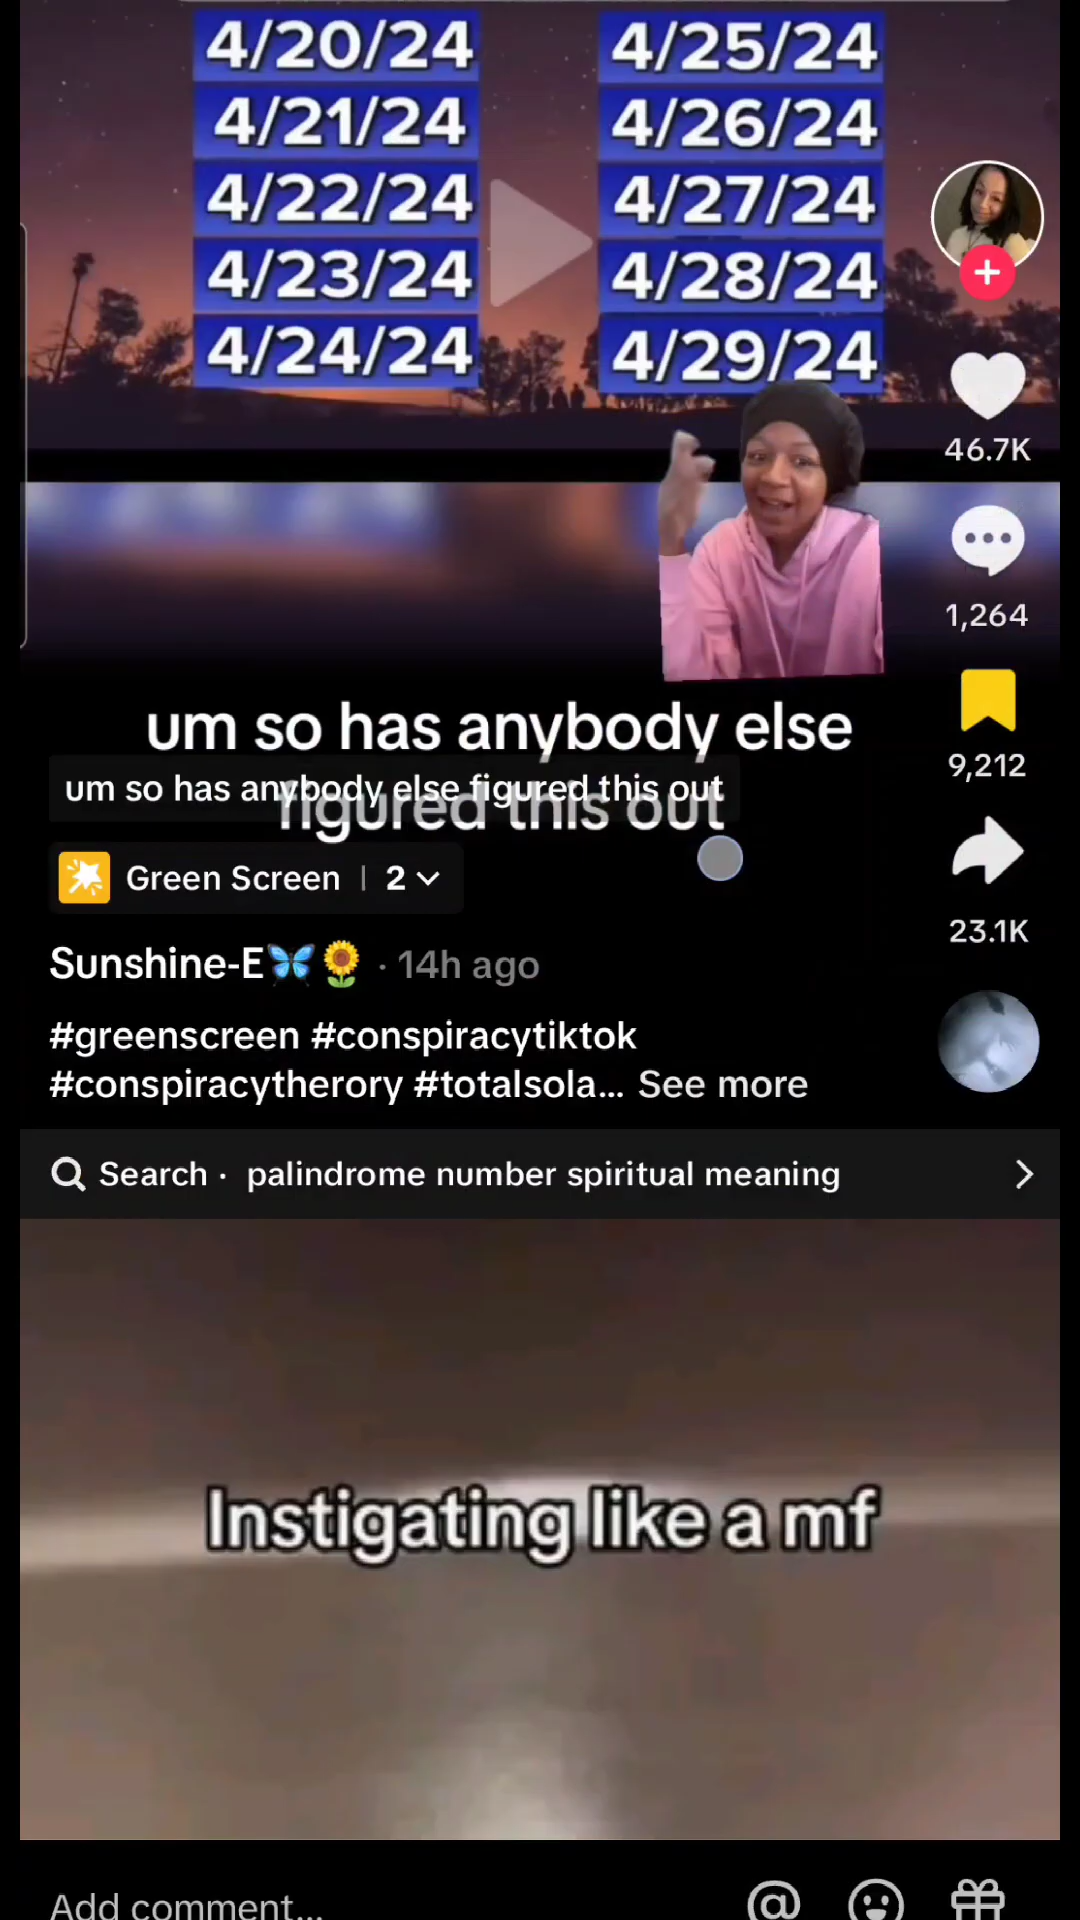 4/20/24 4/25/24
4/21/24 4/26/24
4/22/24 4/27/24
4/23/24 4/28/24
4/24/24 4/29/24
46.7K
1,264
um so has anybody else
figured this out
um so has anybody else figured this out
9,212
Green Screen | 2
23.1K
Sunshine-E🦋🌻 · 14h ago
#greenscreen #conspiracytiktok
#conspiracytherory #totalsola... See more
Search · palindrome number spiritual meaning
Instigating like a mf
Add comment...